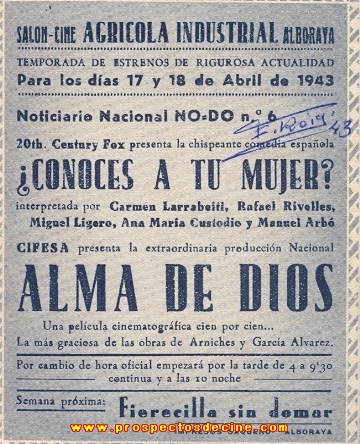 SALON-CINE AGRICOLA INDUSTRIAL ALBORAYA
TEMPORADA DE ESTRENOS DE RIGUROSA ACTUALIDAD
Para los días 17 y 18 de Abril de 1943
Noticiario Nacional NO=DO n.º 6
E. Roig 43
20th. Century Fox presenta la chispeante comedia española
¿CONOCES A TU MUJER?
interpretada por Carmen Larrabeiti, Rafael Rivelles,
Miguel Ligero, Ana María Custodio y Manuel Arbó
CIFESA presenta la extraordinaria producción Nacional
ALMA DE DIOS
Una película cinematográfica cien por cien...
La más graciosa de las obras de Arniches y García Alvarez.
Por cambio de hora oficial empezará por la tarde de 4 a 9'30
continua y a las 10 noche
Semana próxima: Fierecilla sin domar
www.prospectosdecine.com
ALBORAYA